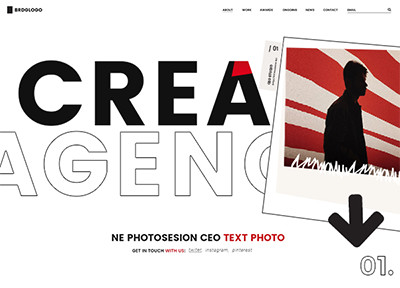 BRDGLOGO
ABOUT WORK AWARDS ONGOING NEWS CONTACT
CREA
AGENC
/ 01
NE PHOTOSESION CEO TEXT PHOTO
GET IN TOUCH WITH US: twitter instagram pinterest
01.